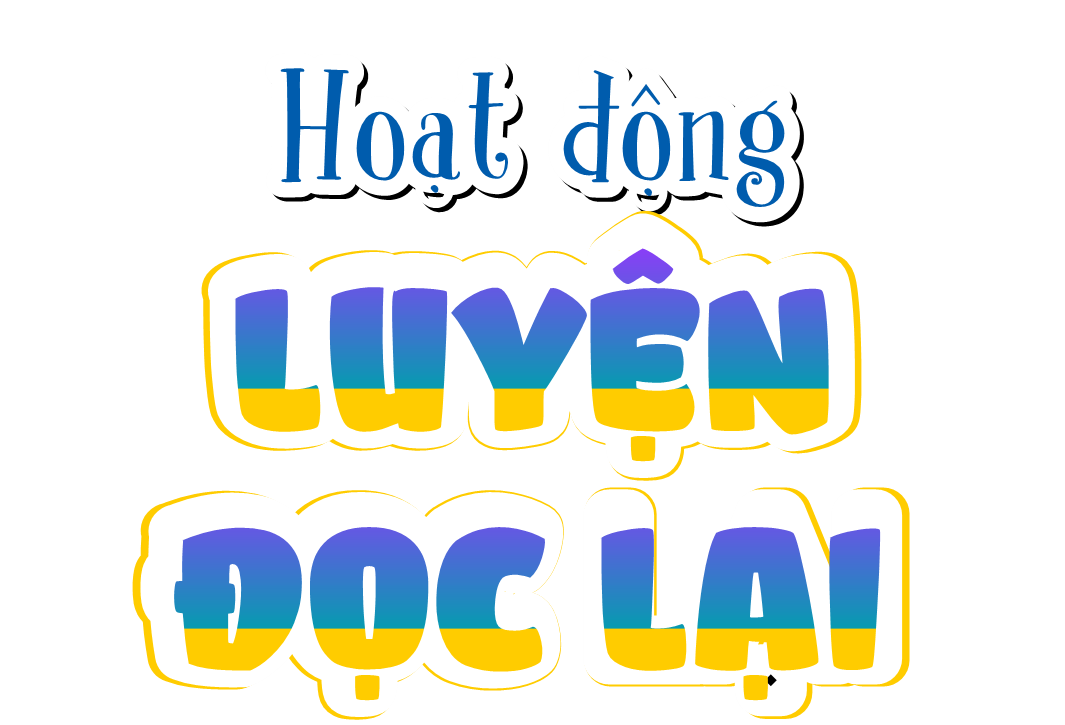 Hoạt động
LUYỆN
ĐỌC LẠI